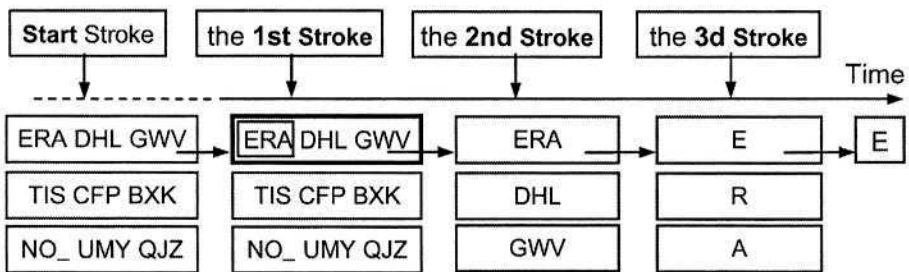 Start Stroke the 1st Stroke the 2nd Stroke the 3d Stroke
Time
ERA DHL GWV ERA DHL GWV ERA E E
TIS CFP BXK TIS CFP BXK DHL R
NO_ UMY QJZ NO_ UMY QJZ GWV A